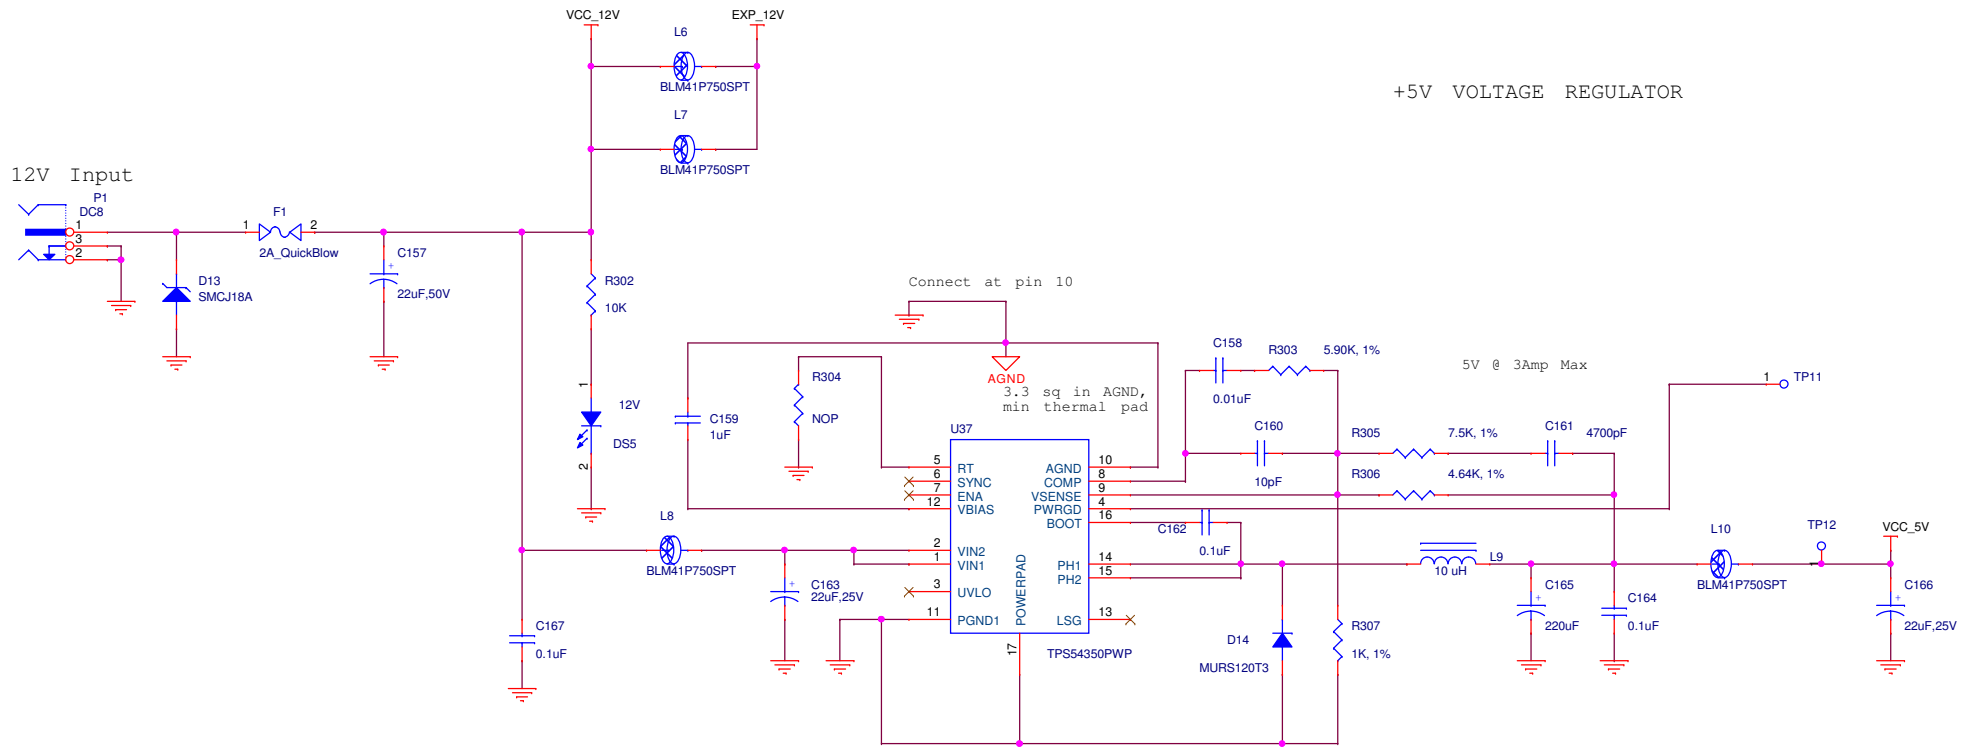 VCC_12V
EXP_12V
L6
BLM41P750SPT
+5V VOLTAGE REGULATOR
L7
BLM41P750SPT
12V Input
P1
DC8
1
3
2
F1
1
2
2A_QuickBlow
D13
SMCJ18A
C157
+
22uF,50V
R302
10K
1
12V
DS5
2
Connect at pin 10
AGND
3.3 sq in AGND,
min thermal pad
R304
NOP
C159
1uF
C158
0.01uF
R303
5.90K, 1%
5V @ 3Amp Max
1
TP11
C160
10pF
R305
7.5K, 1%
C161
4700pF
R306
4.64K, 1%
U37
5
RT
6
SYNC
7
ENA
12
VBIAS
2
VIN2
1
VIN1
3
UVLO
11
PGND1
POWERPAD
17
AGND
10
COMP
8
VSENSE
9
PWRGD
4
BOOT
16
PH1
14
PH2
15
LSG
13
TPS54350PWP
L8
BLM41P750SPT
C163
+
22uF,25V
C167
0.1uF
C162
0.1uF
L9
10 uH
D14
MURS120T3
R307
1K, 1%
C165
+
220uF
C164
0.1uF
L10
BLM41P750SPT
TP12
VCC_5V
C166
+
22uF,25V